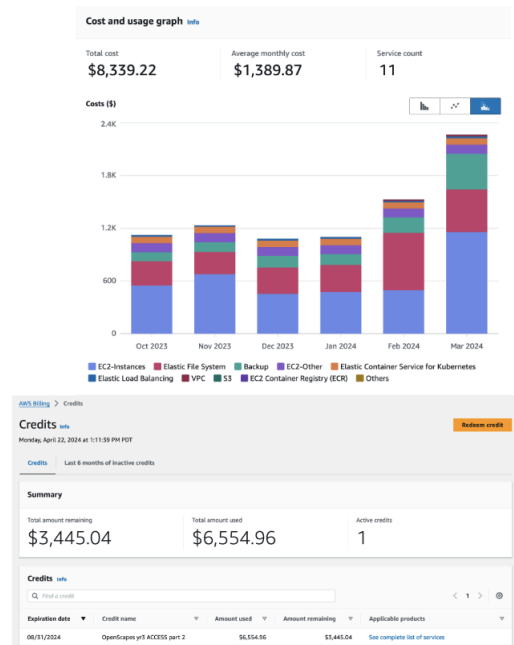 Cost and usage graph Info
Total cost
$8,339.22
Average monthly cost
$1,389.87
Service count
11
Costs ($)
2.4K
1.8K
1.2K
600
0
Oct 2023 Nov 2023 Dec 2023 Jan 2024 Feb 2024 Mar 2024
EC2-Instances Elastic File System Backup EC2-Other Elastic Container Service for Kubernetes
Elastic Load Balancing VPC S3 EC2 Container Registry (ECR) Others
AWS Billing > Credits
Credits Info
Redeem credit
Monday, April 22, 2024 at 1:11:59 PM PDT
Credits Last 6 months of inactive credits
Summary
Total amount remaining
$3,445.04
Total amount used
$6,554.96
Active credits
1
Credits Info
Find a credit
< 1 >
Expiration date Credit name Amount used Amount remaining Applicable products
08/31/2024 OpenScapes yr3 ACCESS part 2 $6,554.96 $3,445.04 See complete list of services